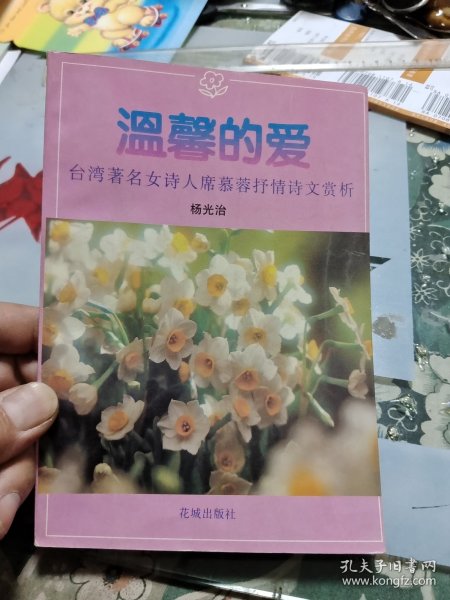 温馨的爱
台湾著名女诗人席慕蓉抒情诗文赏析
杨光治
花城出版社
孔夫子旧书网
www.kongfz.com